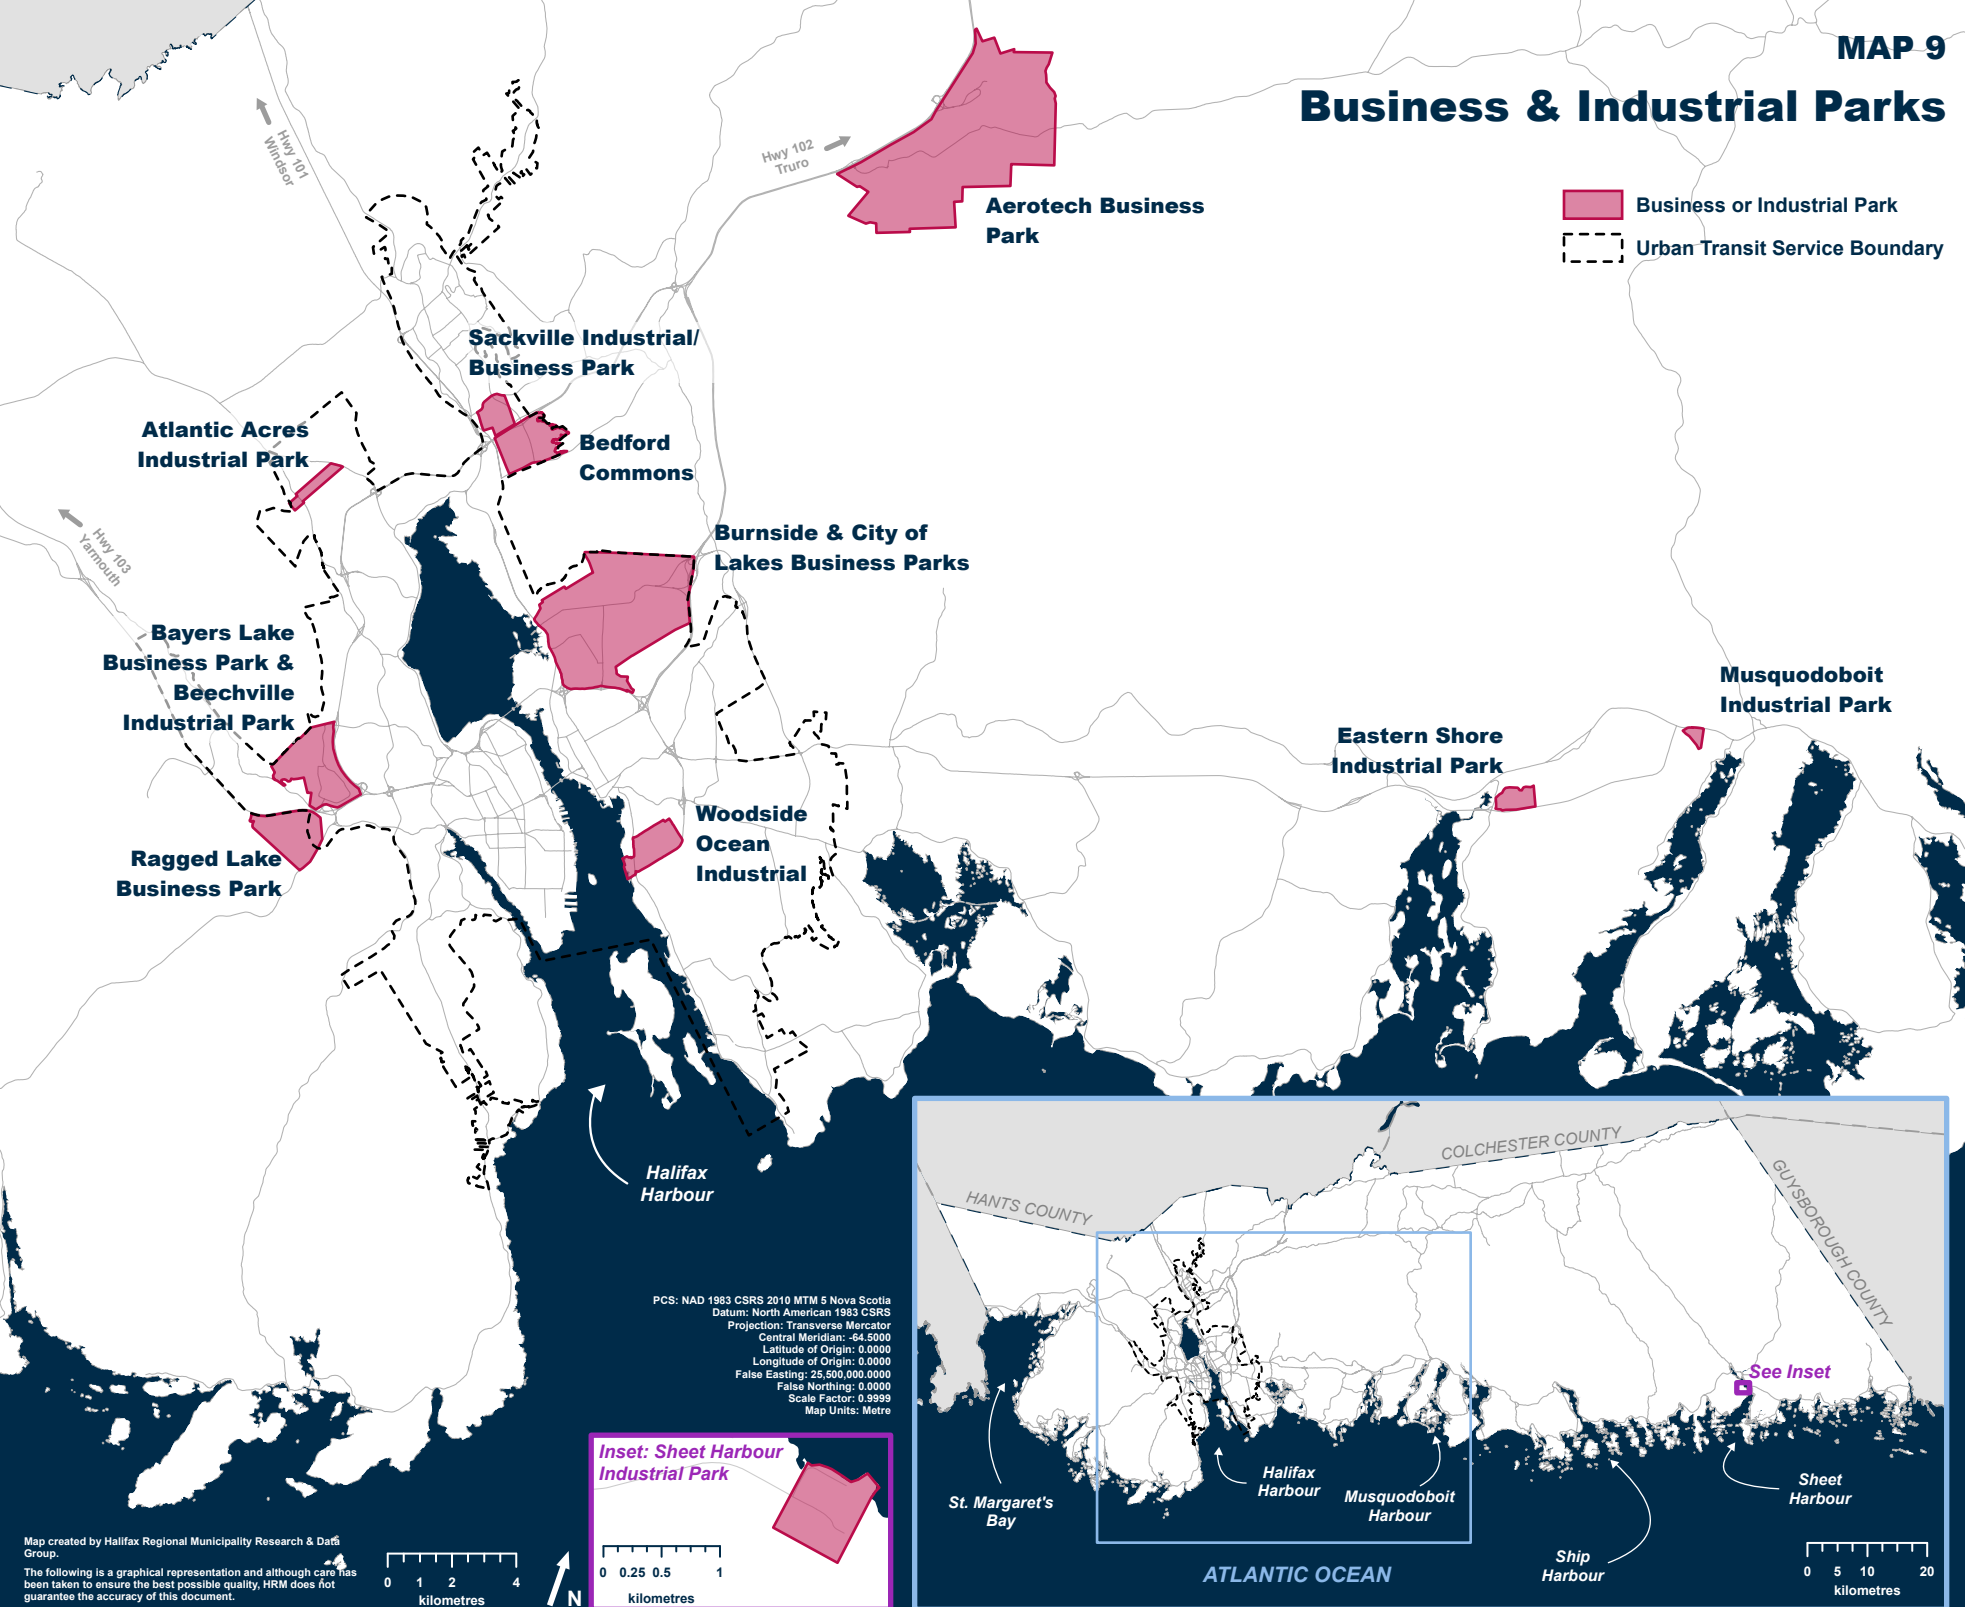 MAP 9
Business & Industrial Parks
Business or Industrial Park
Urban Transit Service Boundary
Hwy 101
Windsor
Hwy 102
Truro
Aerotech Business
Park
Sackville Industrial/
Business Park
Atlantic Acres
Industrial Park
Bedford
Commons
Hwy 103
Yarmouth
Burnside & City of
Lakes Business Parks
Bayers Lake
Business Park &
Beechville
Industrial Park
Musquodoboit
Industrial Park
Eastern Shore
Industrial Park
Woodside
Ocean
Industrial
Ragged Lake
Business Park
Halifax
Harbour
PCS: NAD 1983 CSRS 2010 MTM 5 Nova Scotia
Datum: North American 1983 CSRS
Projection: Transverse Mercator
Central Meridian: -64.5000
Latitude of Origin: 0.0000
Longitude of Origin: 0.0000
False Easting: 25,500,000.0000
False Northing: 0.0000
Scale Factor: 0.9999
Map Units: Metre
Inset: Sheet Harbour
Industrial Park
0 0.25 0.5 1
kilometres
Map created by Halifax Regional Municipality Research & Data
Group.
The following is a graphical representation and although care has
been taken to ensure the best possible quality, HRM does not
guarantee the accuracy of this document.
0 1 2 4
kilometres
N
HANTS COUNTY
COLCHESTER COUNTY
GUYSBOROUGH COUNTY
See Inset
St. Margaret's
Bay
Halifax
Harbour
Musquodoboit
Harbour
Sheet
Harbour
Ship
Harbour
ATLANTIC OCEAN
0 5 10 20
kilometres